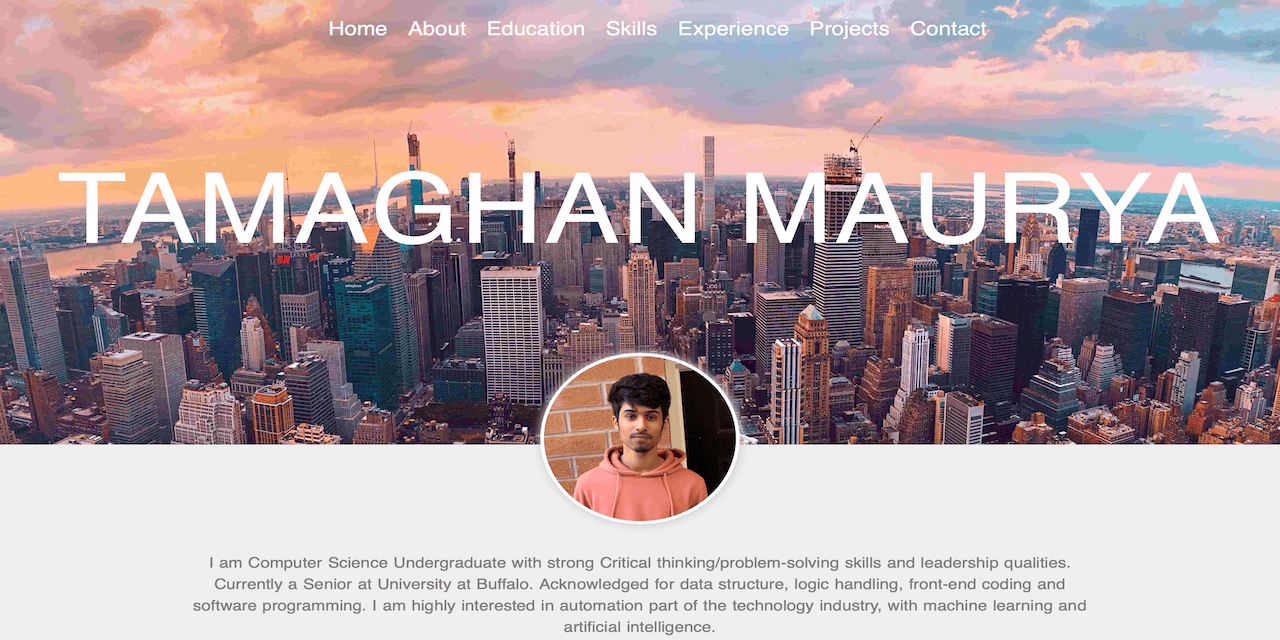 Home About Education Skills Experience Projects Contact
TAMAGHAN MAURYA
I am Computer Science Undergraduate with strong Critical thinking/problem-solving skills and leadership qualities.
Currently a Senior at University at Buffalo. Acknowledged for data structure, logic handling, front-end coding and
software programming. I am highly interested in automation part of the technology industry, with machine learning and
artificial intelligence.